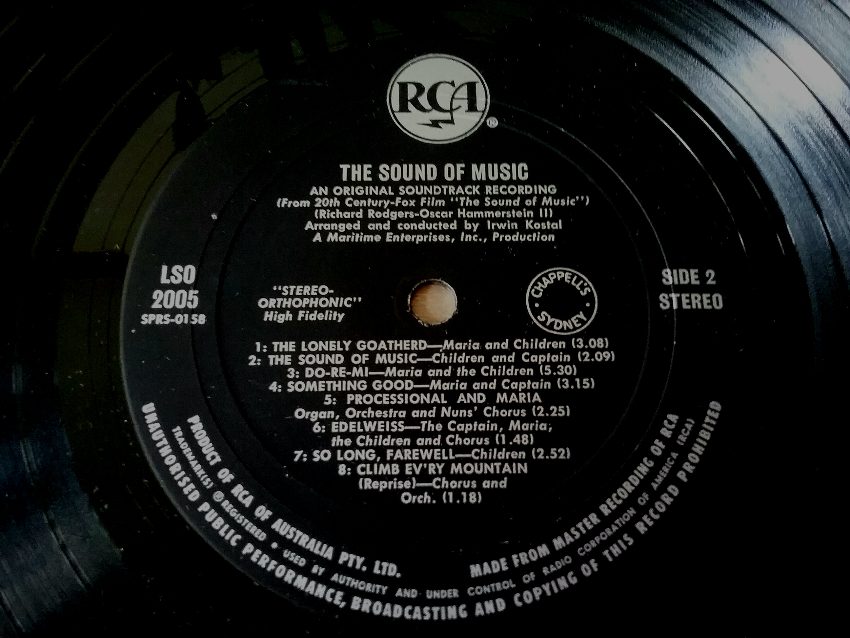 RCA
®
THE SOUND OF MUSIC
AN ORIGINAL SOUNDTRACK RECORDING
(From 20th Century-Fox Film "The Sound of Music")
(Richard Rodgers-Oscar Hammerstein II)
Arranged and conducted by Irwin Kostal
A Maritime Enterprises, Inc., Production
LSO
2005
SPRS-0158
"STEREO-
ORTHOPHONIC"
High Fidelity
CHAPPELL'S
SYDNEY
SIDE 2
STEREO
1: THE LONELY GOATHERD—Maria and Children (3.08)
2: THE SOUND OF MUSIC—Children and Captain (2.09)
3: DO-RE-MI—Maria and the Children (5.30)
4: SOMETHING GOOD—Maria and Captain (3.15)
5: PROCESSIONAL AND MARIA
Organ, Orchestra and Nuns' Chorus (2.25)
6: EDELWEISS—The Captain, Maria;
the Children and Chorus (1.48)
7: SO LONG, FAREWELL—Children (2.52)
8: CLIMB EV'RY MOUNTAIN
(Reprise)—Chorus and
Orch. (1.18)
PRODUCT OF RCA OF AUSTRALIA PTY. LTD. MADE FROM MASTER RECORDING OF RCA
TRADEMARK(S) ® REGISTERED • USED BY AUTHORITY AND UNDER CONTROL OF RADIO CORPORATION OF AMERICA (RCA)
UNAUTHORISED PUBLIC PERFORMANCE, BROADCASTING AND COPYING OF THIS RECORD PROHIBITED